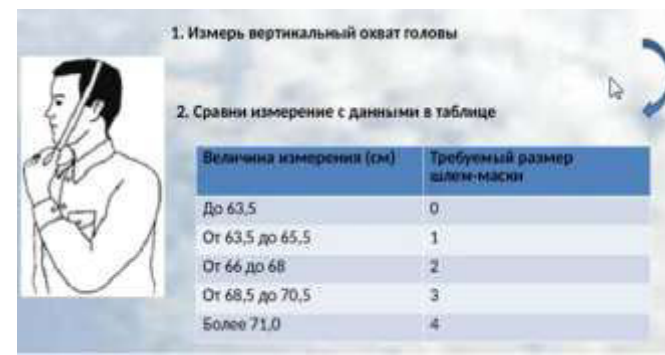 1. Измерь вертикальный охват головы
2. Сравни измерение с данными в таблице
Величина измерения (см) Требуемый размер
шлем-маски
До 63,5 0
От 63,5 до 65,5 1
От 66 до 68 2
От 68,5 до 70,5 3
Более 71,0 4